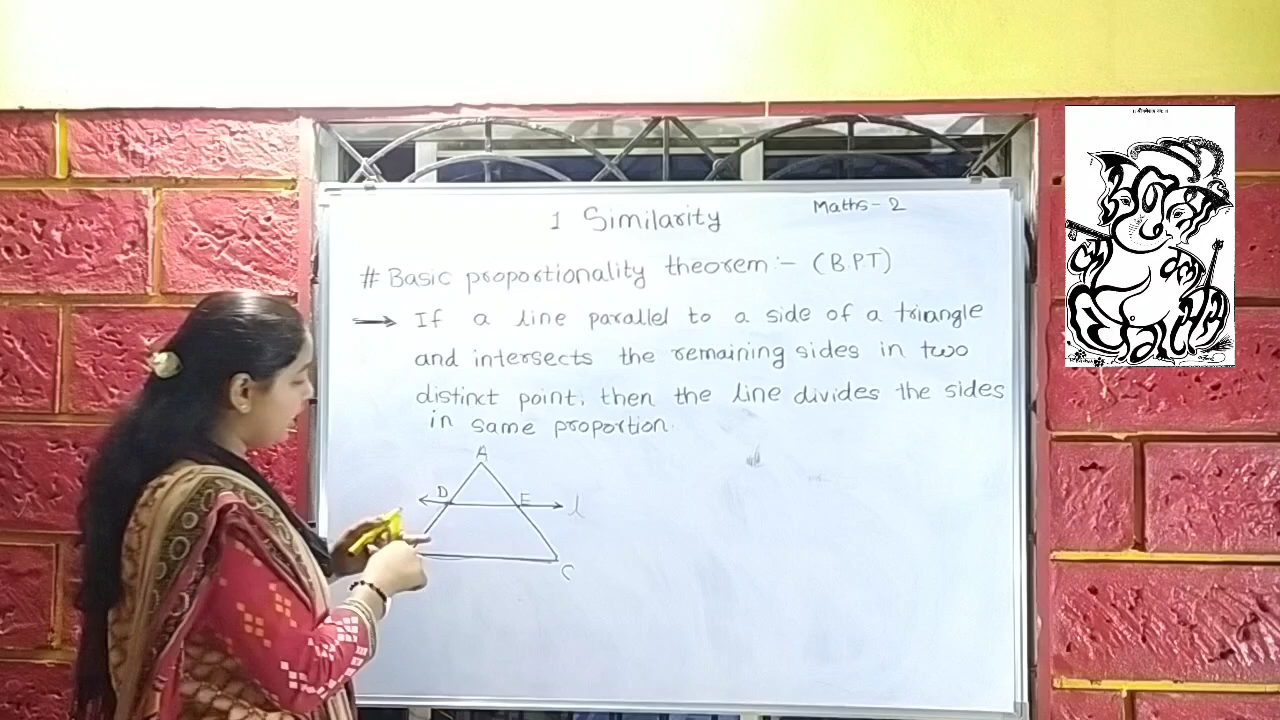 1 Similarity
Maths - 2
# Basic proportionality theorem :- (B.P.T)
→ If a line parallel to a side of a triangle
and intersects the remaining sides in two
distinct point, then the line divides the sides
in same proportion.
A
D E l
C